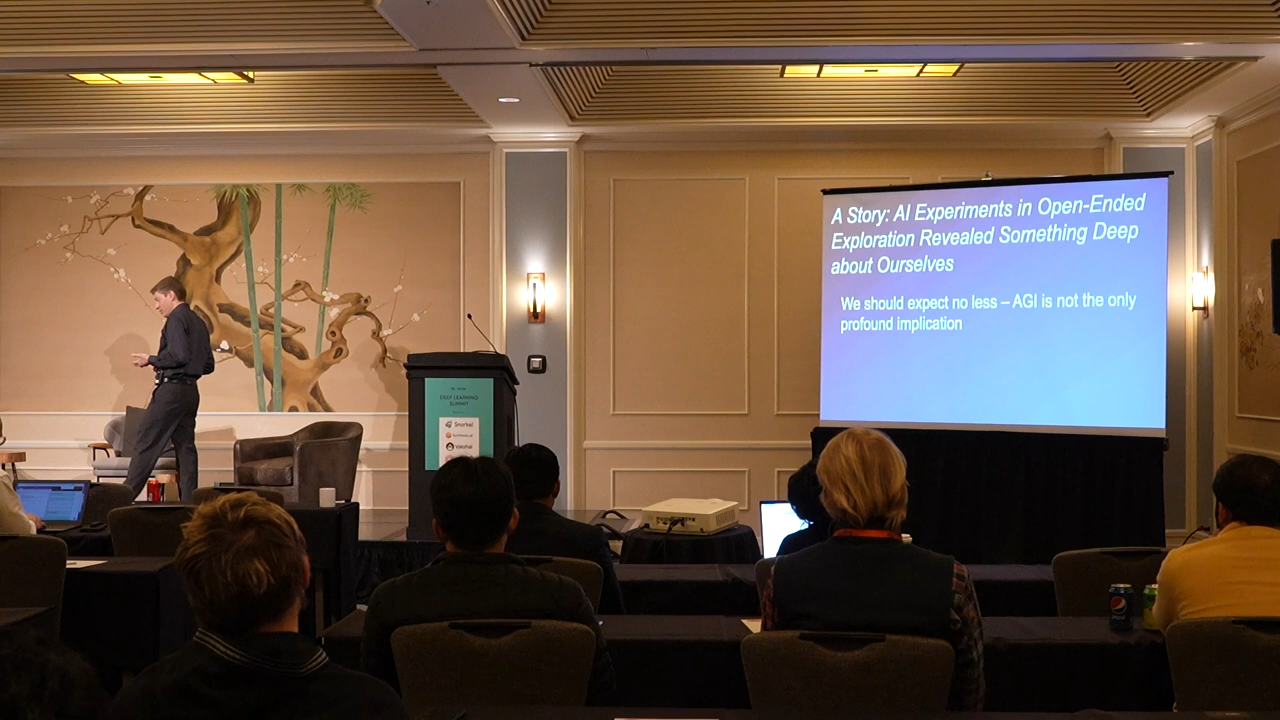 A Story: AI Experiments in Open-Ended
Exploration Revealed Something Deep
about Ourselves
We should expect no less – AGI is not the only
profound implication
DEEP LEARNING
SUMMIT
Snorkel